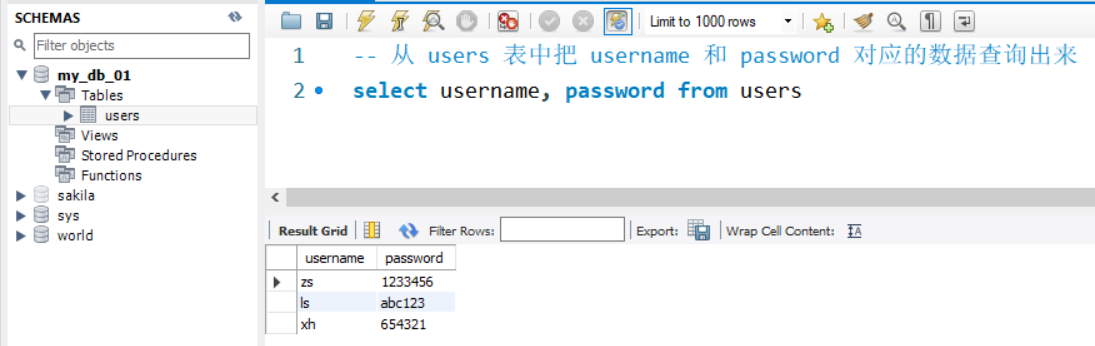 SCHEMAS
Filter objects
my_db_01
Tables
users
Views
Stored Procedures
Functions
sakila
sys
world
Limit to 1000 rows
1 -- 从 users 表中把 username 和 password 对应的数据查询出来
2 select username, password from users
Result Grid Filter Rows: Export: Wrap Cell Content:
username password
zs 1233456
ls abc123
xh 654321